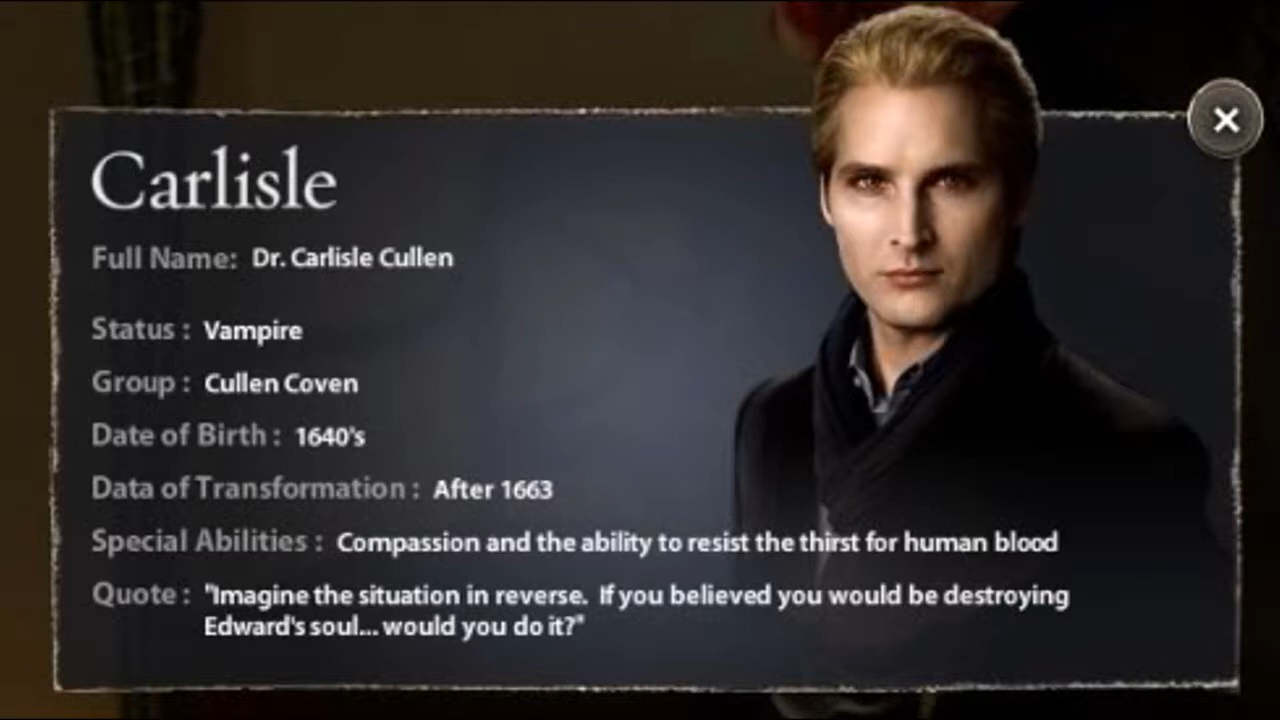 Carlisle
Full Name: Dr. Carlisle Cullen
Status : Vampire
Group : Cullen Coven
Date of Birth : 1640's
Data of Transformation : After 1663
Special Abilities : Compassion and the ability to resist the thirst for human blood
Quote : "Imagine the situation in reverse. If you believed you would be destroying
Edward's soul... would you do it?"